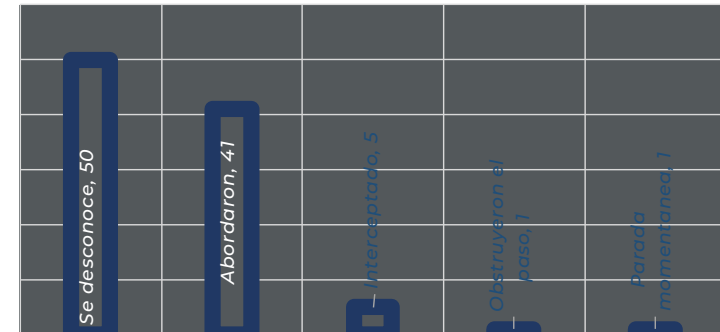 Se desconoce, 50
Abordaron, 41
Interceptado, 5
Obstruyeron el
paso, 1
Parada
momentanea, 1